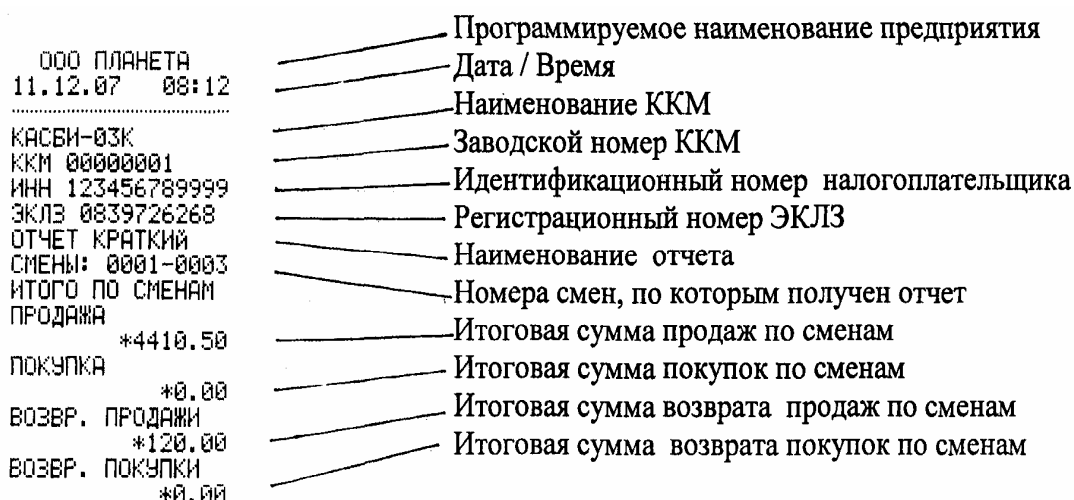 ООО ПЛАНЕТА
11.12.07 08:12
КАСБИ-03К
ККМ 00000001
ИНН 123456789999
ЭКЛЗ 0839726268
ОТЧЕТ КРАТКИЙ
СМЕНЫ: 0001-0003
ИТОГО ПО СМЕНАМ
ПРОДАЖА
*4410.50
ПОКУПКА
*0.00
ВОЗВР. ПРОДАЖИ
*120.00
ВОЗВР. ПОКУПКИ
*0.00
Программируемое наименование предприятия
Дата / Время
Наименование ККМ
Заводской номер ККМ
Идентификационный номер налогоплательщика
Регистрационный номер ЭКЛЗ
Наименование отчета
Номера смен, по которым получен отчет
Итоговая сумма продаж по сменам
Итоговая сумма покупок по сменам
Итоговая сумма возврата продаж по сменам
Итоговая сумма возврата покупок по сменам